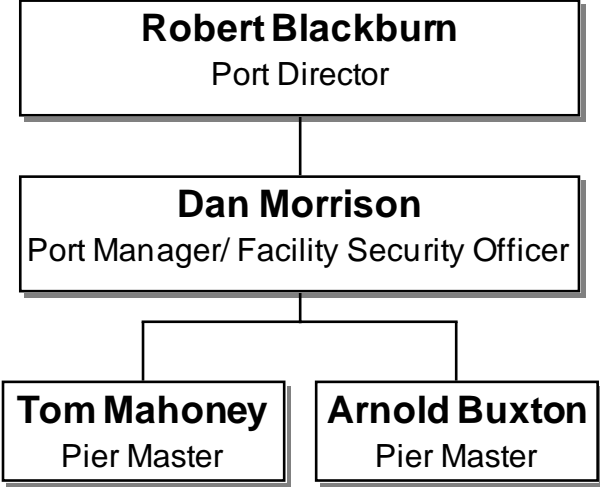 Robert Blackburn
Port Director
Dan Morrison
Port Manager/ Facility Security Officer
Tom Mahoney
Pier Master
Arnold Buxton
Pier Master